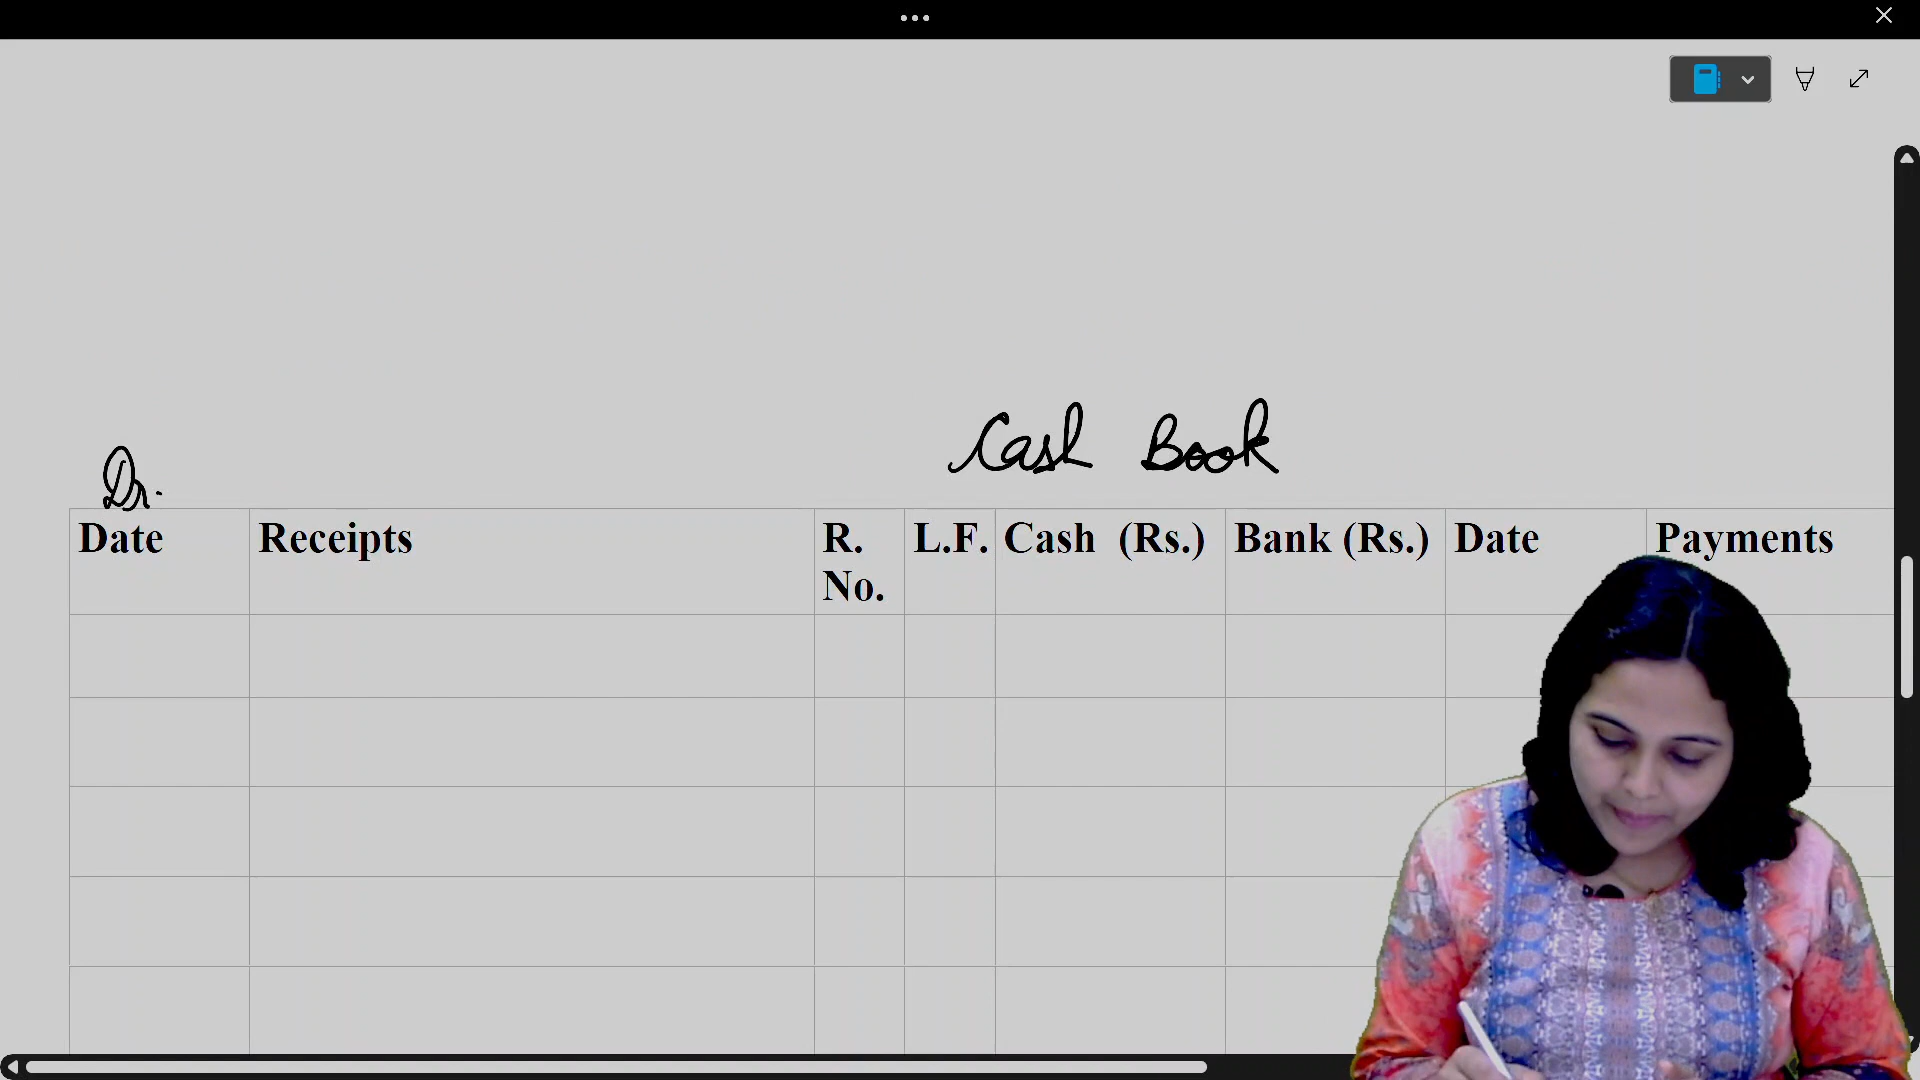 Cash Book
Dr.
Date Receipts R. No. L.F. Cash (Rs.) Bank (Rs.) Date Payments